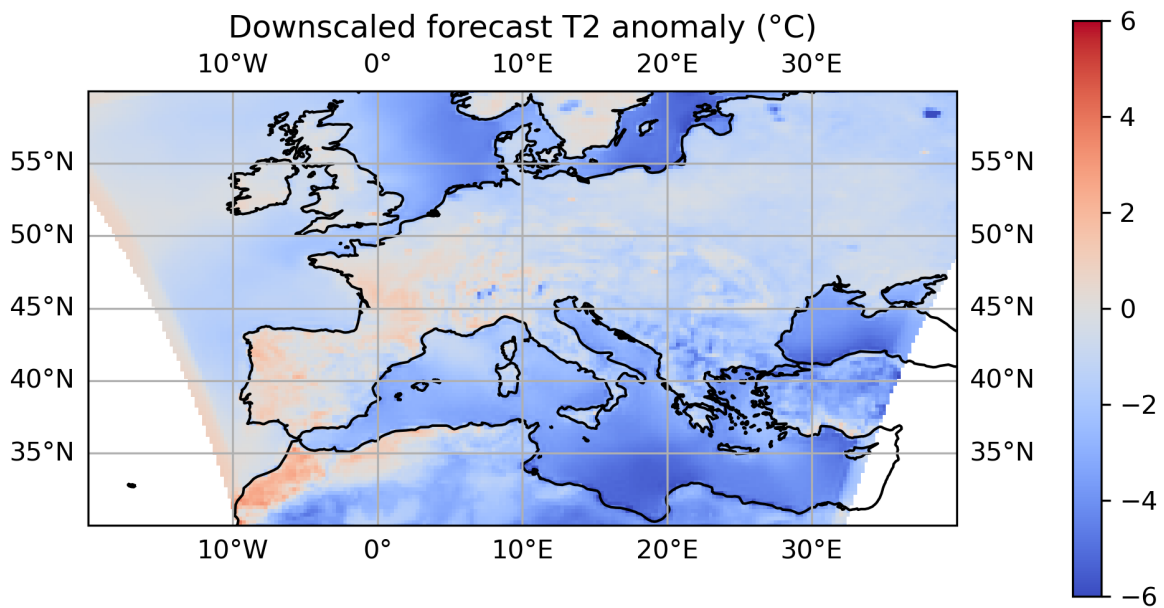 Downscaled forecast T2 anomaly (°C)
10°W 0° 10°E 20°E 30°E
55°N 55°N
50°N 50°N
45°N 45°N
40°N 40°N
35°N 35°N
10°W 0° 10°E 20°E 30°E
6
4
2
0
−2
−4
−6